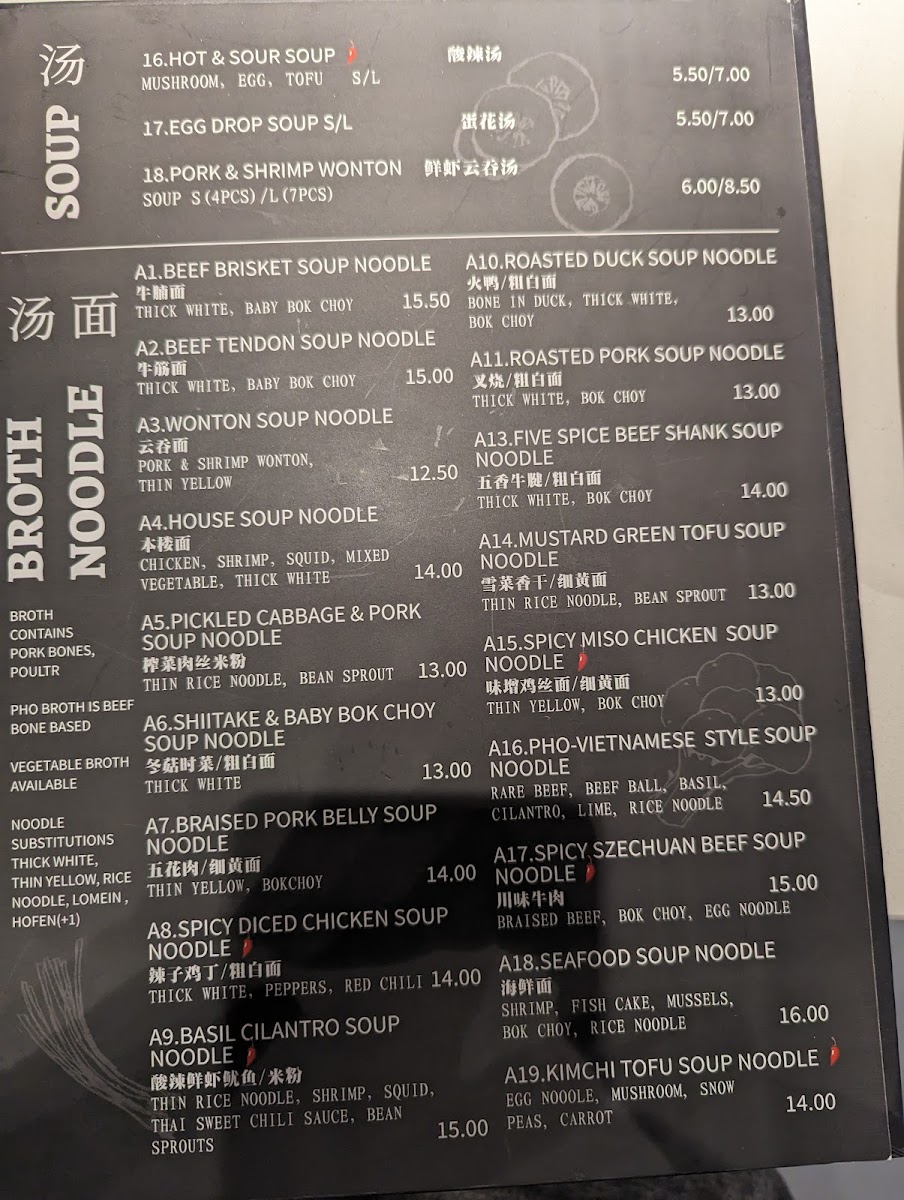 汤
SOUP
16.HOT & SOUR SOUP 酸辣汤
MUSHROOM, EGG, TOFU S/L 5.50/7.00
17.EGG DROP SOUP S/L 蛋花汤 5.50/7.00
18.PORK & SHRIMP WONTON 鲜虾云吞汤
SOUP S(4PCS)/L(7PCS) 6.00/8.50
汤面
BROTH
NOODLE
BROTH
CONTAINS
PORK BONES,
POULTR
PHO BROTH IS BEEF
BONE BASED
VEGETABLE BROTH
AVAILABLE
NOODLE
SUBSTITUTIONS
THICK WHITE,
THIN YELLOW, RICE
NOODLE, LOMEIN ,
HOFEN(+1)
A1.BEEF BRISKET SOUP NOODLE
牛腩面
THICK WHITE, BABY BOK CHOY 15.50
A2.BEEF TENDON SOUP NOODLE
牛筋面
THICK WHITE, BABY BOK CHOY 15.00
A3.WONTON SOUP NOODLE
云吞面
PORK & SHRIMP WONTON,
THIN YELLOW 12.50
A4.HOUSE SOUP NOODLE
本楼面
CHICKEN, SHRIMP, SQUID, MIXED
VEGETABLE, THICK WHITE 14.00
A5.PICKLED CABBAGE & PORK
SOUP NOODLE
榨菜肉丝米粉
THIN RICE NOODLE, BEAN SPROUT 13.00
A6.SHIITAKE & BABY BOK CHOY
SOUP NOODLE
冬菇时菜/粗白面
THICK WHITE 13.00
A7.BRAISED PORK BELLY SOUP
NOODLE
五花肉/细黄面
THIN YELLOW, BOKCHOY 14.00
A8.SPICY DICED CHICKEN SOUP
NOODLE
辣子鸡丁/粗白面
THICK WHITE, PEPPERS, RED CHILI 14.00
A9.BASIL CILANTRO SOUP
NOODLE
酸辣鲜虾鱿鱼/米粉
THIN RICE NOODLE, SHRIMP, SQUID,
THAI SWEET CHILI SAUCE, BEAN
SPROUTS 15.00
A10.ROASTED DUCK SOUP NOODLE
火鸭/粗白面
BONE IN DUCK, THICK WHITE,
BOK CHOY 13.00
A11.ROASTED PORK SOUP NOODLE
叉烧/粗白面
THICK WHITE, BOK CHOY 13.00
A13.FIVE SPICE BEEF SHANK SOUP
NOODLE
五香牛腱/粗白面
THICK WHITE, BOK CHOY 14.00
A14.MUSTARD GREEN TOFU SOUP
NOODLE
雪菜香干/细黄面
THIN RICE NOODLE, BEAN SPROUT 13.00
A15.SPICY MISO CHICKEN SOUP
NOODLE
味增鸡丝面/细黄面
THIN YELLOW, BOK CHOY 13.00
A16.PHO-VIETNAMESE STYLE SOUP
NOODLE
RARE BEEF, BEEF BALL, BASIL,
CILANTRO, LIME, RICE NOODLE 14.50
A17.SPICY SZECHUAN BEEF SOUP
NOODLE 15.00
川味牛肉
BRAISED BEEF, BOK CHOY, EGG NOODLE
A18.SEAFOOD SOUP NOODLE
海鲜面
SHRIMP, FISH CAKE, MUSSELS,
BOK CHOY, RICE NOODLE 16.00
A19.KIMCHI TOFU SOUP NOODLE
EGG NOOOLE, MUSHROOM, SNOW
PEAS, CARROT 14.00